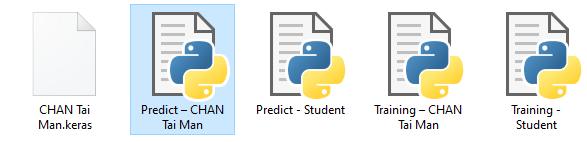 CHAN Tai
Man.keras
Predict – CHAN
Tai Man
Predict - Student
Training – CHAN
Tai Man
Training -
Student